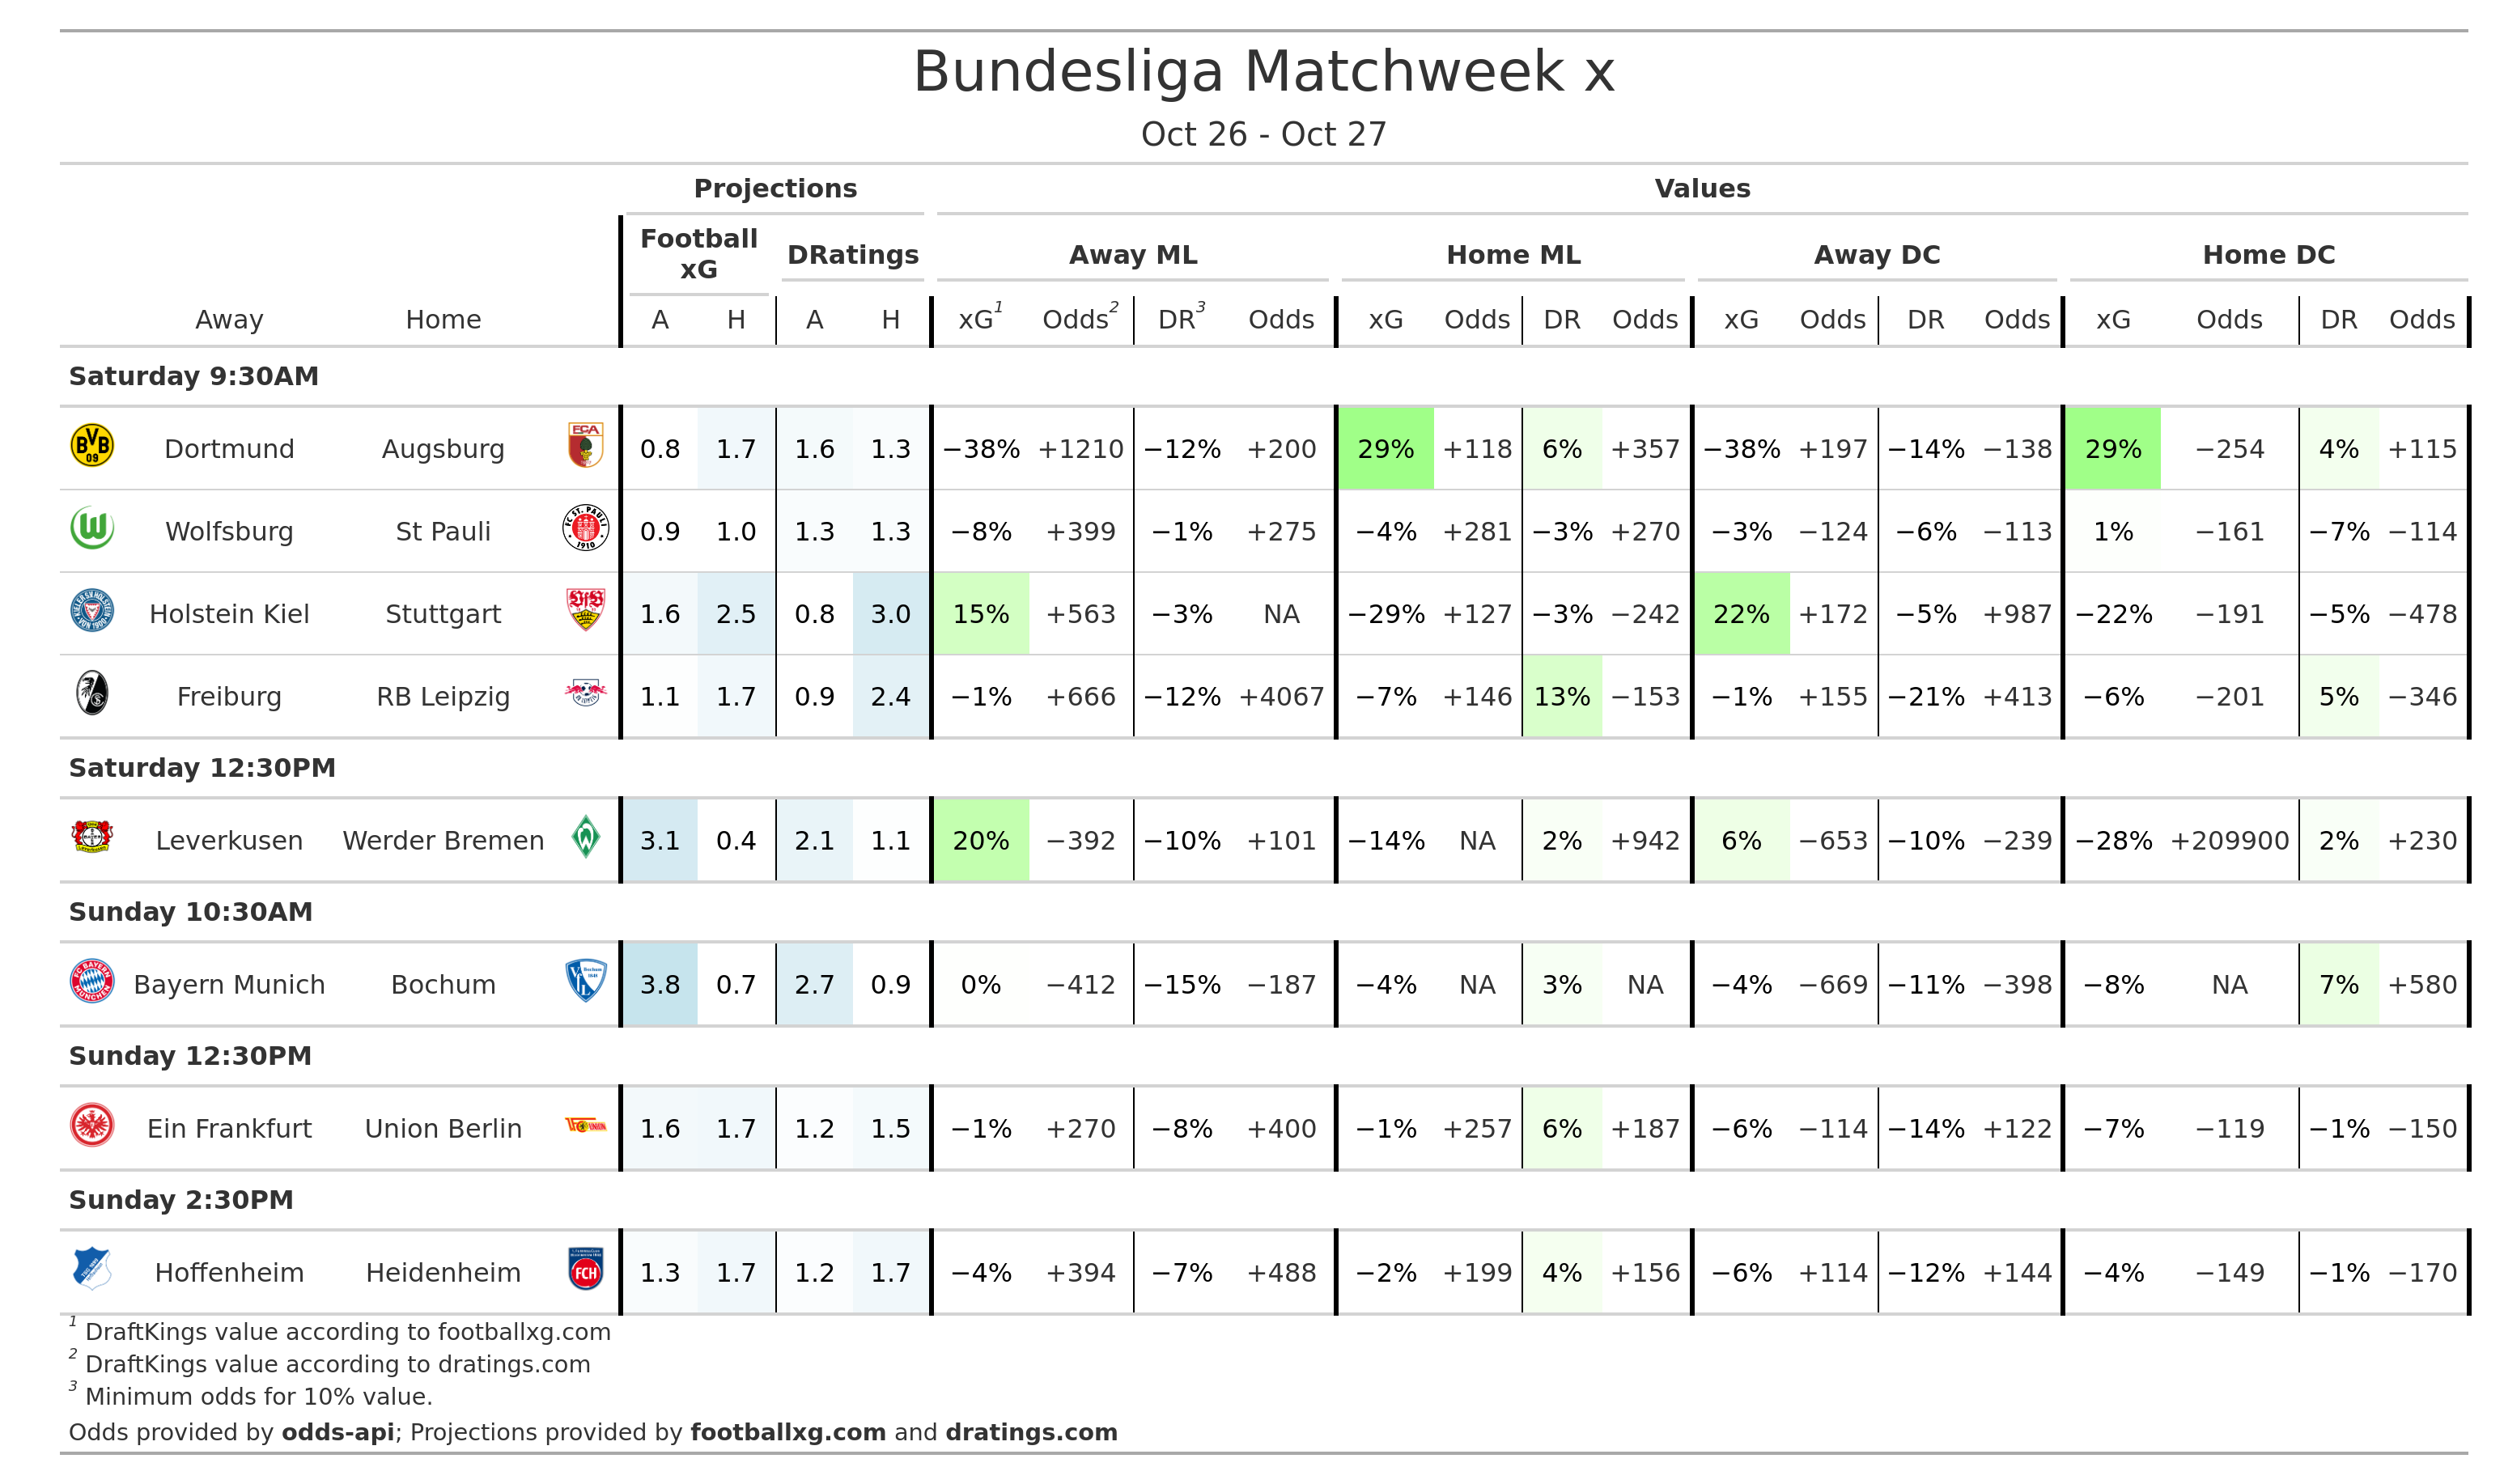 Bundesliga Matchweek x
Oct 26 - Oct 27
Projections Values
Football xG DRatings Away ML Home ML Away DC Home DC
Away Home A H A H xG1 Odds2 DR3 Odds xG Odds DR Odds xG Odds DR Odds xG Odds DR Odds
Saturday 9:30AM
Dortmund Augsburg 0.8 1.7 1.6 1.3 −38% +1210 −12% +200 29% +118 6% +357 −38% +197 −14% −138 29% −254 4% +115
Wolfsburg St Pauli 0.9 1.0 1.3 1.3 −8% +399 −1% +275 −4% +281 −3% +270 −3% −124 −6% −113 1% −161 −7% −114
Holstein Kiel Stuttgart 1.6 2.5 0.8 3.0 15% +563 −3% NA −29% +127 −3% −242 22% +172 −5% +987 −22% −191 −5% −478
Freiburg RB Leipzig 1.1 1.7 0.9 2.4 −1% +666 −12% +4067 −7% +146 13% −153 −1% +155 −21% +413 −6% −201 5% −346
Saturday 12:30PM
Leverkusen Werder Bremen 3.1 0.4 2.1 1.1 20% −392 −10% +101 −14% NA 2% +942 6% −653 −10% −239 −28% +209900 2% +230
Sunday 10:30AM
Bayern Munich Bochum 3.8 0.7 2.7 0.9 0% −412 −15% −187 −4% NA 3% NA −4% −669 −11% −398 −8% NA 7% +580
Sunday 12:30PM
Ein Frankfurt Union Berlin 1.6 1.7 1.2 1.5 −1% +270 −8% +400 −1% +257 6% +187 −6% −114 −14% +122 −7% −119 −1% −150
Sunday 2:30PM
Hoffenheim Heidenheim 1.3 1.7 1.2 1.7 −4% +394 −7% +488 −2% +199 4% +156 −6% +114 −12% +144 −4% −149 −1% −170
1 DraftKings value according to footballxg.com
2 DraftKings value according to dratings.com
3 Minimum odds for 10% value.
Odds provided by odds-api; Projections provided by footballxg.com and dratings.com